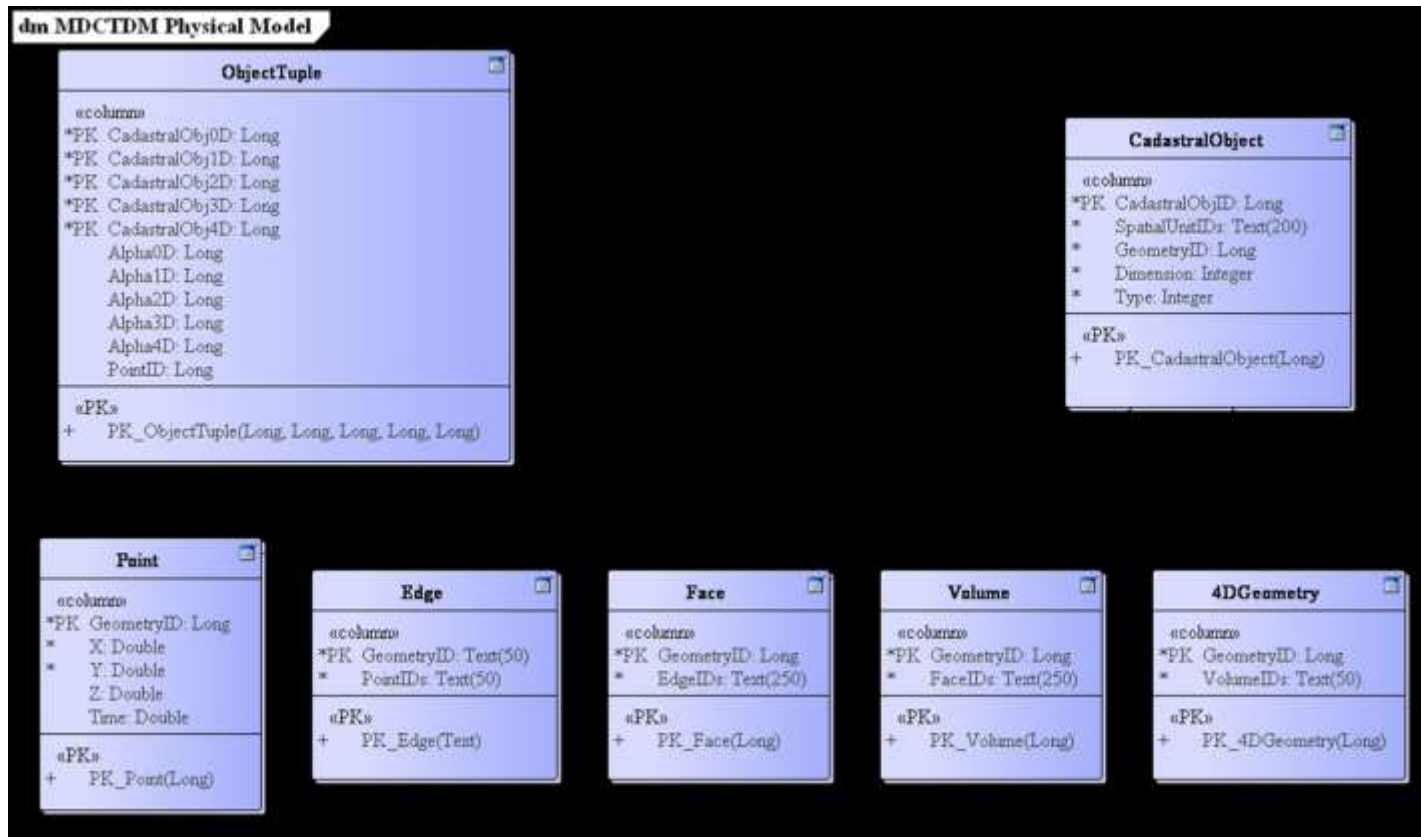 dm MDCTDM Physical Model
ObjectTuple
«column»
*PK CadastralObj0D: Long
*PK CadastralObj1D: Long
*PK CadastralObj2D: Long
*PK CadastralObj3D: Long
*PK CadastralObj4D: Long
Alpha0D: Long
Alpha1D: Long
Alpha2D: Long
Alpha3D: Long
Alpha4D: Long
PointID: Long
«PK»
+ PK_ObjectTuple(Long, Long, Long, Long, Long)
CadastralObject
«column»
*PK CadastralObjID: Long
* SpatialUnitIDs: Text(200)
* GeometryID: Long
* Dimension: Integer
* Type: Integer
«PK»
+ PK_CadastralObject(Long)
Point
«column»
*PK GeometryID: Long
* X: Double
* Y: Double
Z: Double
Time: Double
«PK»
+ PK_Point(Long)
Edge
«column»
*PK GeometryID: Text(50)
* PointIDs: Text(50)
«PK»
+ PK_Edge(Text)
Face
«column»
*PK GeometryID: Long
* EdgeIDs: Text(250)
«PK»
+ PK_Face(Long)
Volume
«column»
*PK GeometryID: Long
* FaceIDs: Text(250)
«PK»
+ PK_Volume(Long)
4DGeometry
«column»
*PK GeometryID: Long
* VolumeIDs: Text(50)
«PK»
+ PK_4DGeometry(Long)